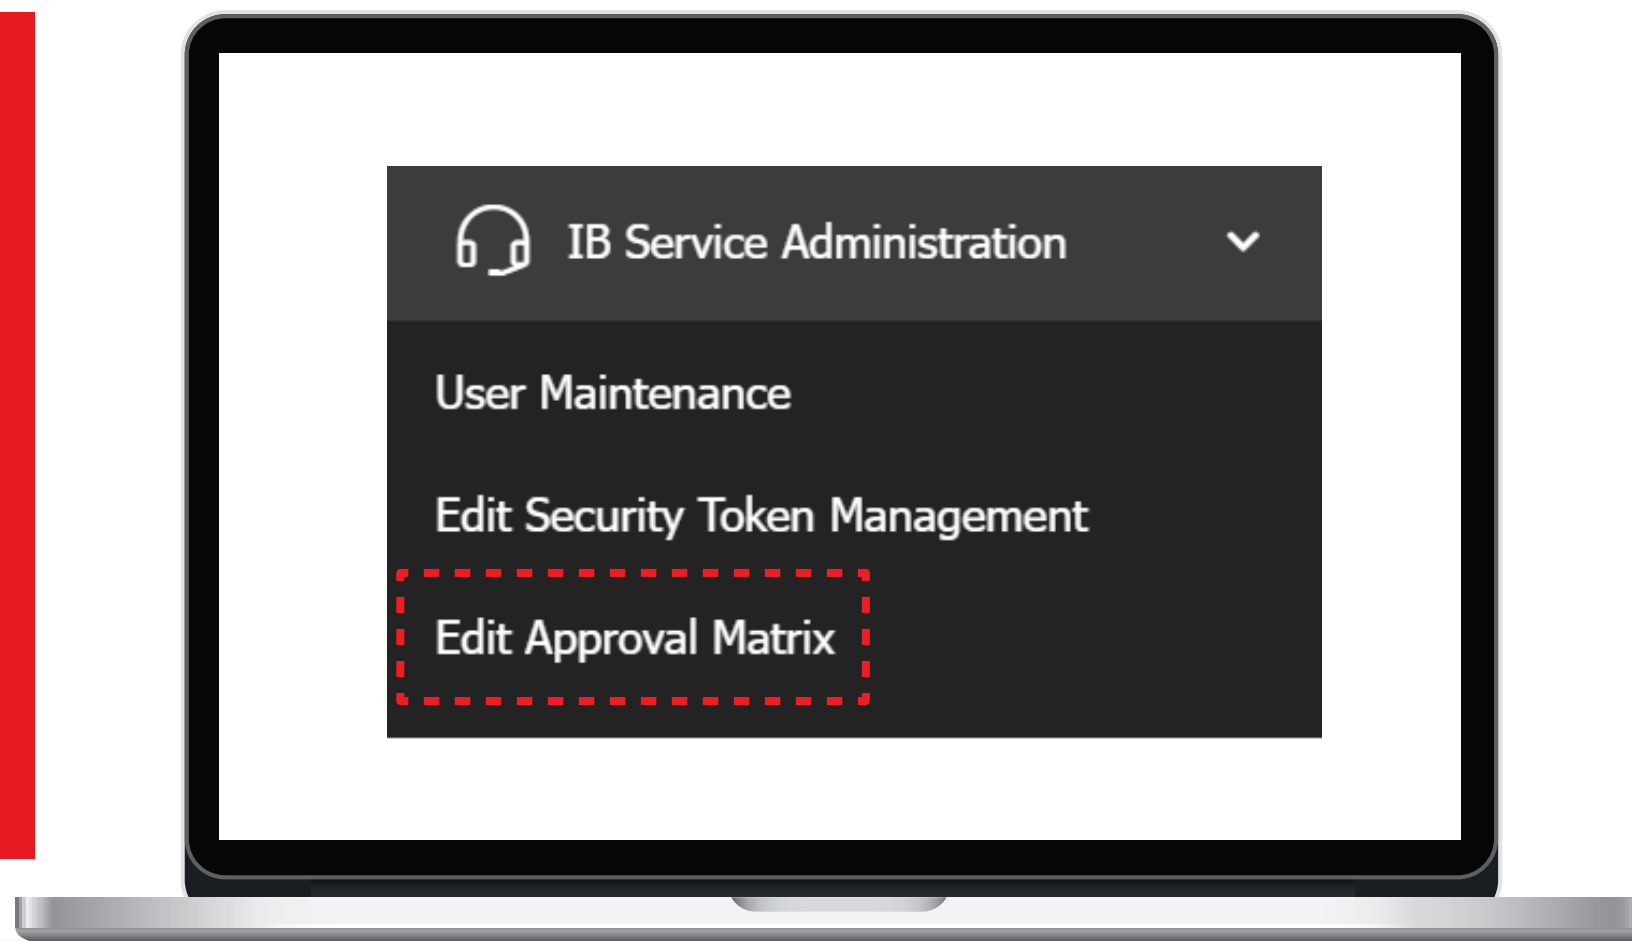 IB Service Administration
User Maintenance
Edit Security Token Management
Edit Approval Matrix